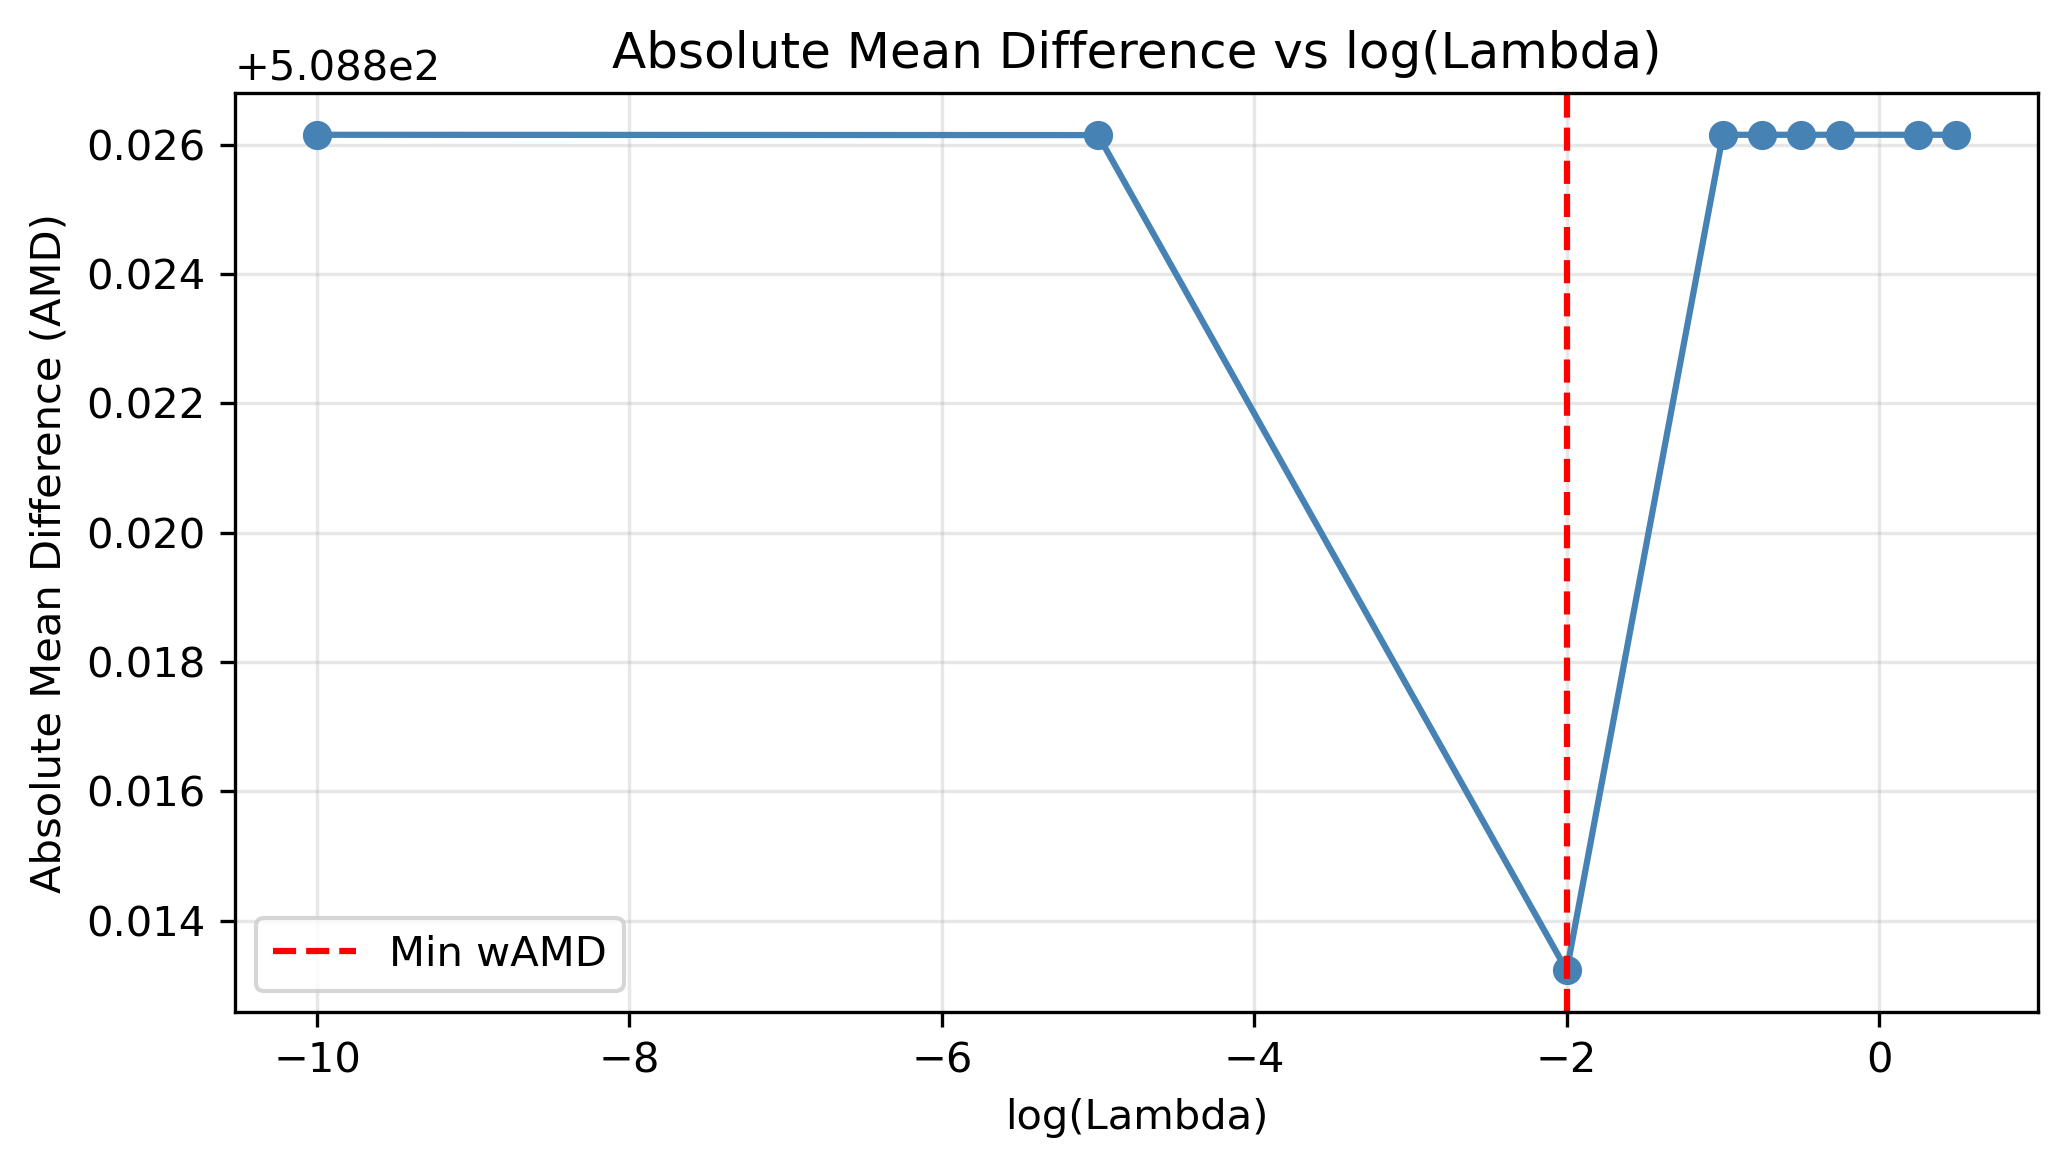 Absolute Mean Difference vs log(Lambda)
+5.088e2
Absolute Mean Difference (AMD)
0.026
0.024
0.022
0.020
0.018
0.016
0.014
Min wAMD
−10 −8 −6 −4 −2 0
log(Lambda)